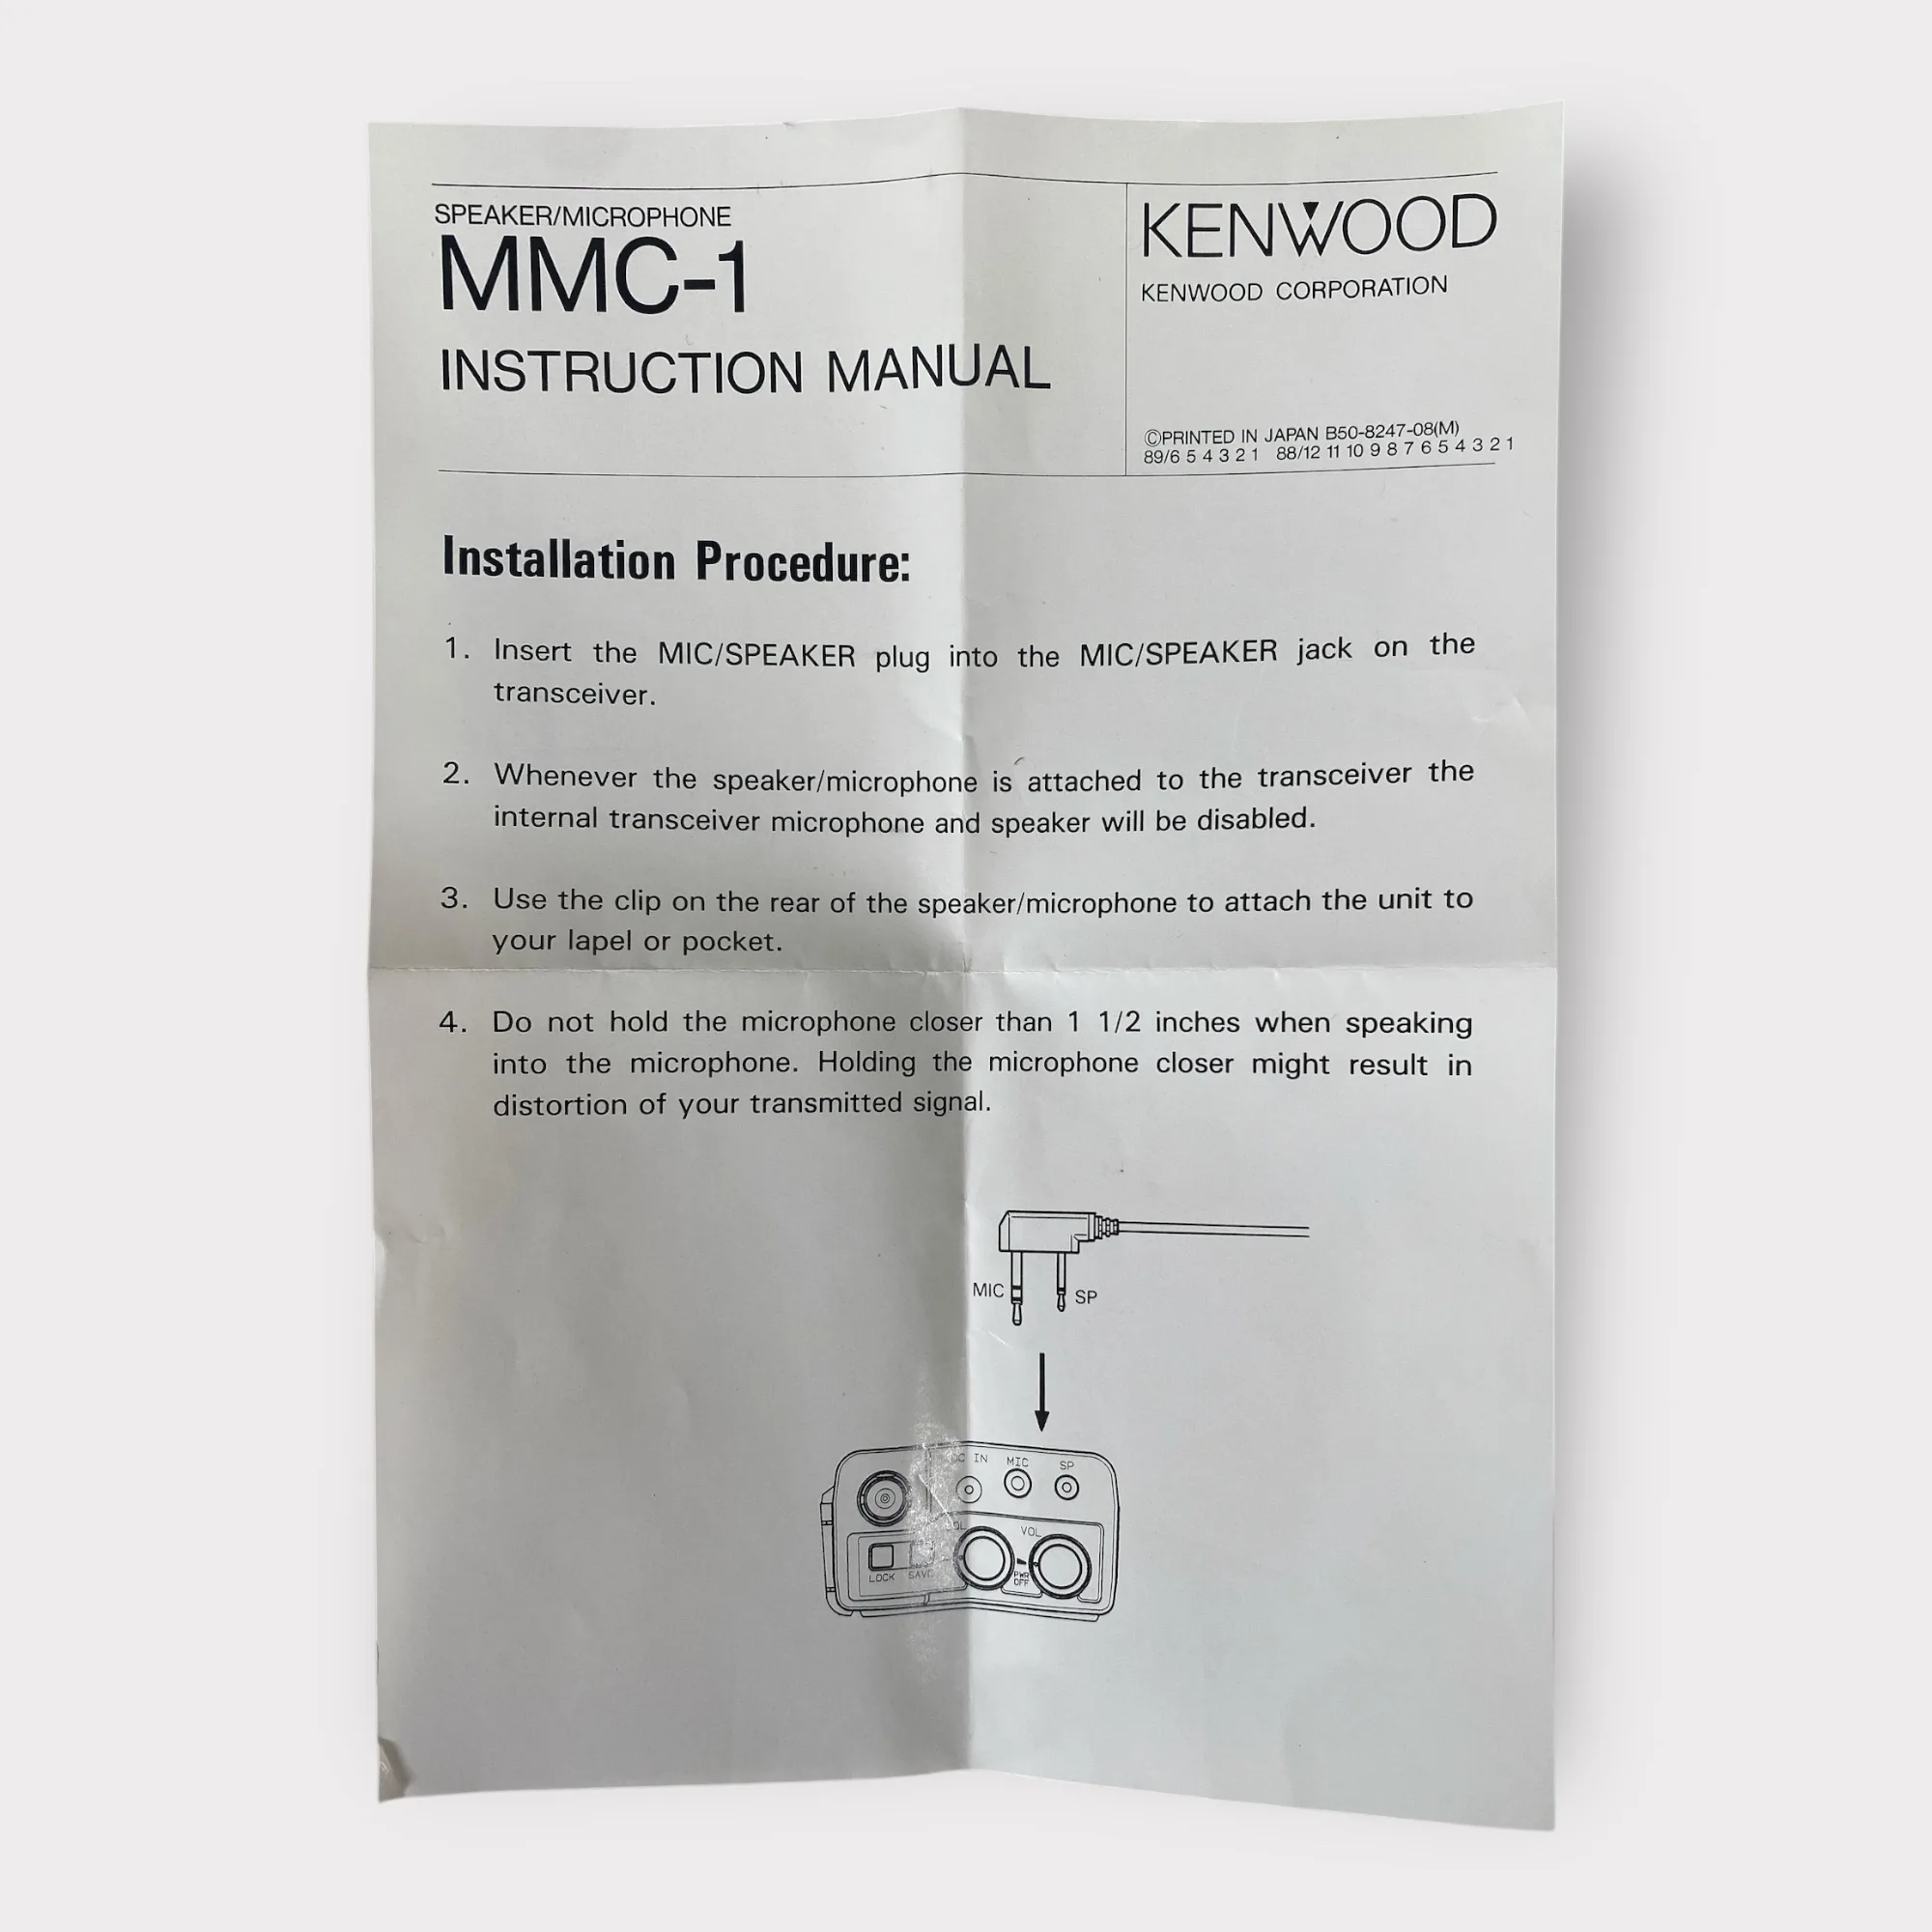 SPEAKER/MICROPHONE
MMC-1
INSTRUCTION MANUAL
KENWOOD
KENWOOD CORPORATION
©PRINTED IN JAPAN B50-8247-08(M)
89/6 5 4 3 2 1 88/12 11 10 9 8 7 6 5 4 3 2 1
Installation Procedure:
1. Insert the MIC/SPEAKER plug into the MIC/SPEAKER jack on the
transceiver.
2. Whenever the speaker/microphone is attached to the transceiver the
internal transceiver microphone and speaker will be disabled.
3. Use the clip on the rear of the speaker/microphone to attach the unit to
your lapel or pocket.
4. Do not hold the microphone closer than 1 1/2 inches when speaking
into the microphone. Holding the microphone closer might result in
distortion of your transmitted signal.
MIC SP
IN MIC SP
VOL
PWR
OFF
LOCK SAVE